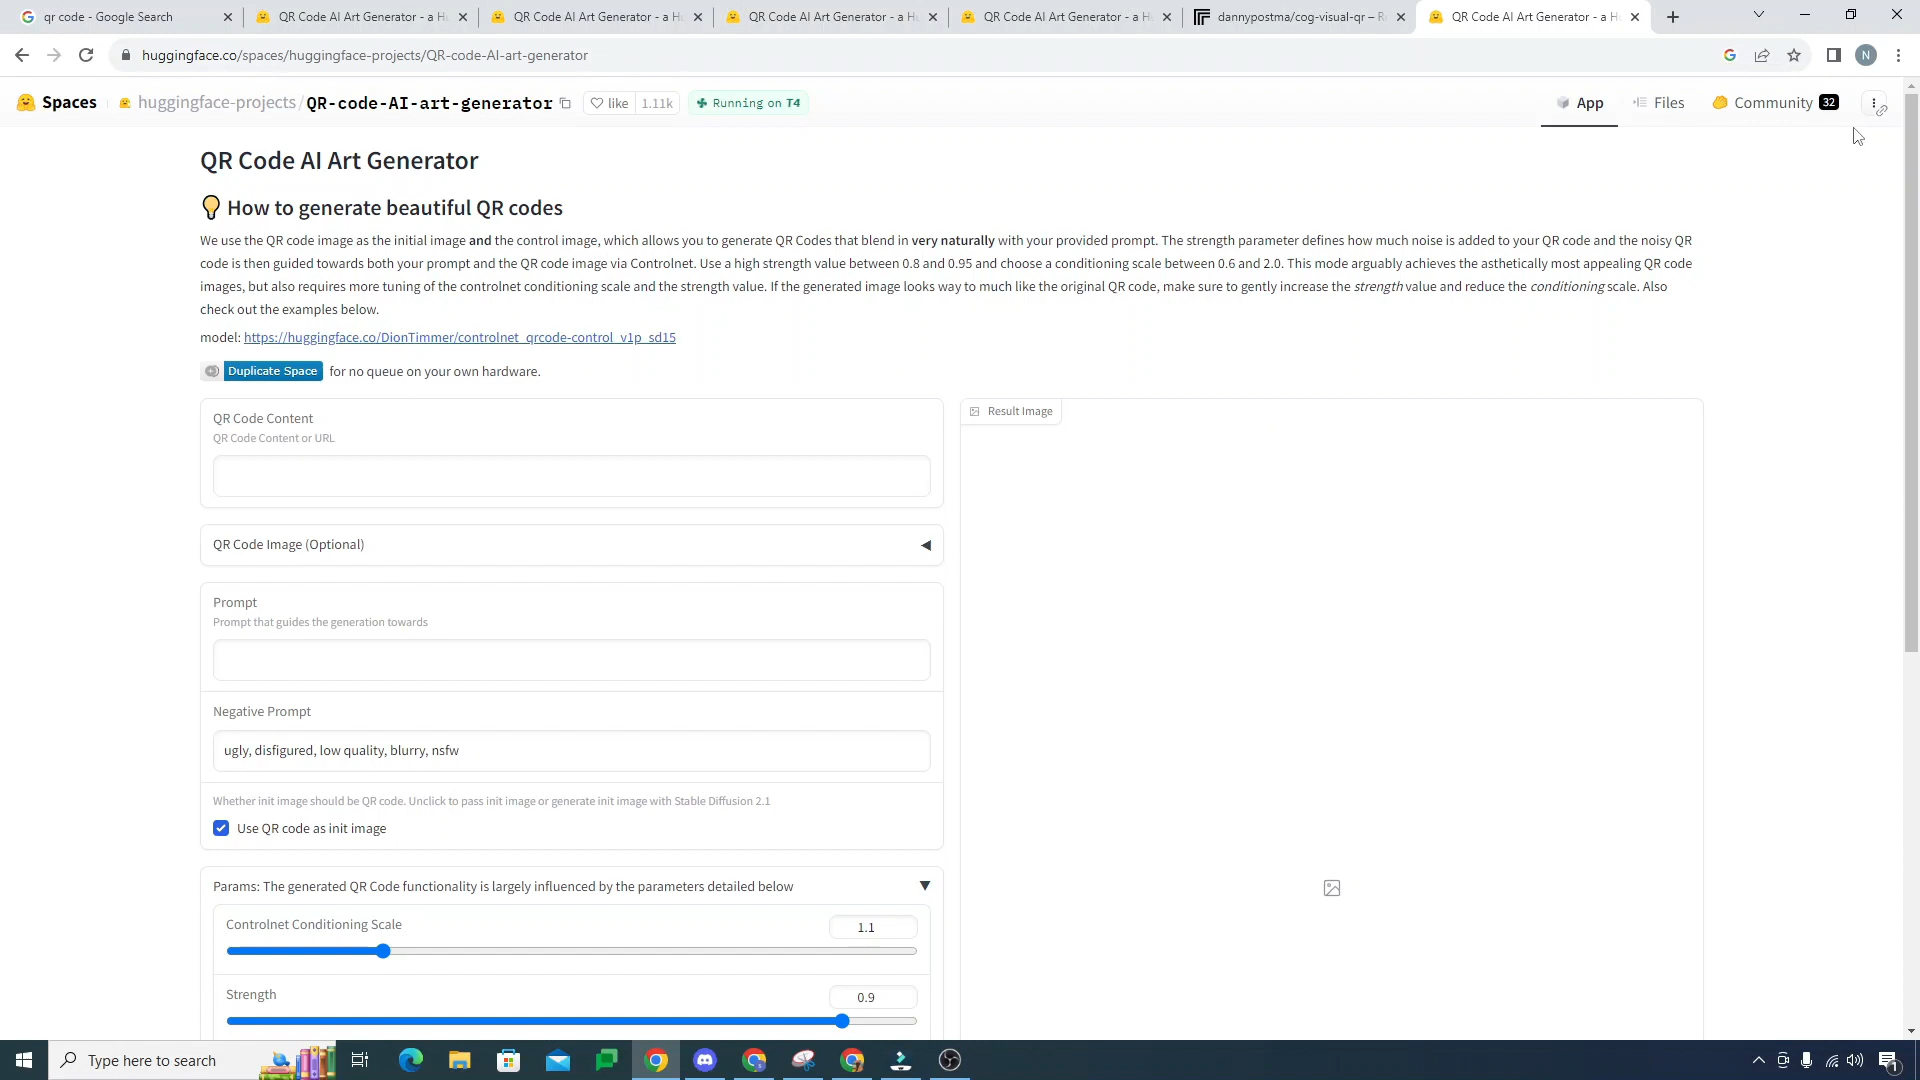 qr code - Google Search
QR Code AI Art Generator - a Hu
QR Code AI Art Generator - a Hu
QR Code AI Art Generator - a Hu
QR Code AI Art Generator - a Hu
dannypostma/cog-visual-qr – Re
QR Code AI Art Generator - a Hu
huggingface.co/spaces/huggingface-projects/QR-code-AI-art-generator
N
Spaces
huggingface-projects/QR-code-AI-art-generator
like 1.11k
Running on T4
App
Files
Community 32
QR Code AI Art Generator
How to generate beautiful QR codes
We use the QR code image as the initial image and the control image, which allows you to generate QR Codes that blend in very naturally with your provided prompt. The strength parameter defines how much noise is added to your QR code and the noisy QR
code is then guided towards both your prompt and the QR code image via Controlnet. Use a high strength value between 0.8 and 0.95 and choose a conditioning scale between 0.6 and 2.0. This mode arguably achieves the asthetically most appealing QR code
images, but also requires more tuning of the controlnet conditioning scale and the strength value. If the generated image looks way to much like the original QR code, make sure to gently increase the strength value and reduce the conditioning scale. Also
check out the examples below.
model: https://huggingface.co/DionTimmer/controlnet_qrcode-control_v1p_sd15
Duplicate Space for no queue on your own hardware.
QR Code Content
QR Code Content or URL
Result Image
QR Code Image (Optional)
Prompt
Prompt that guides the generation towards
Negative Prompt
ugly, disfigured, low quality, blurry, nsfw
Whether init image should be QR code. Unclick to pass init image or generate init image with Stable Diffusion 2.1
Use QR code as init image
Params: The generated QR Code functionality is largely influenced by the parameters detailed below
Controlnet Conditioning Scale
1.1
Strength
0.9
Type here to search
1